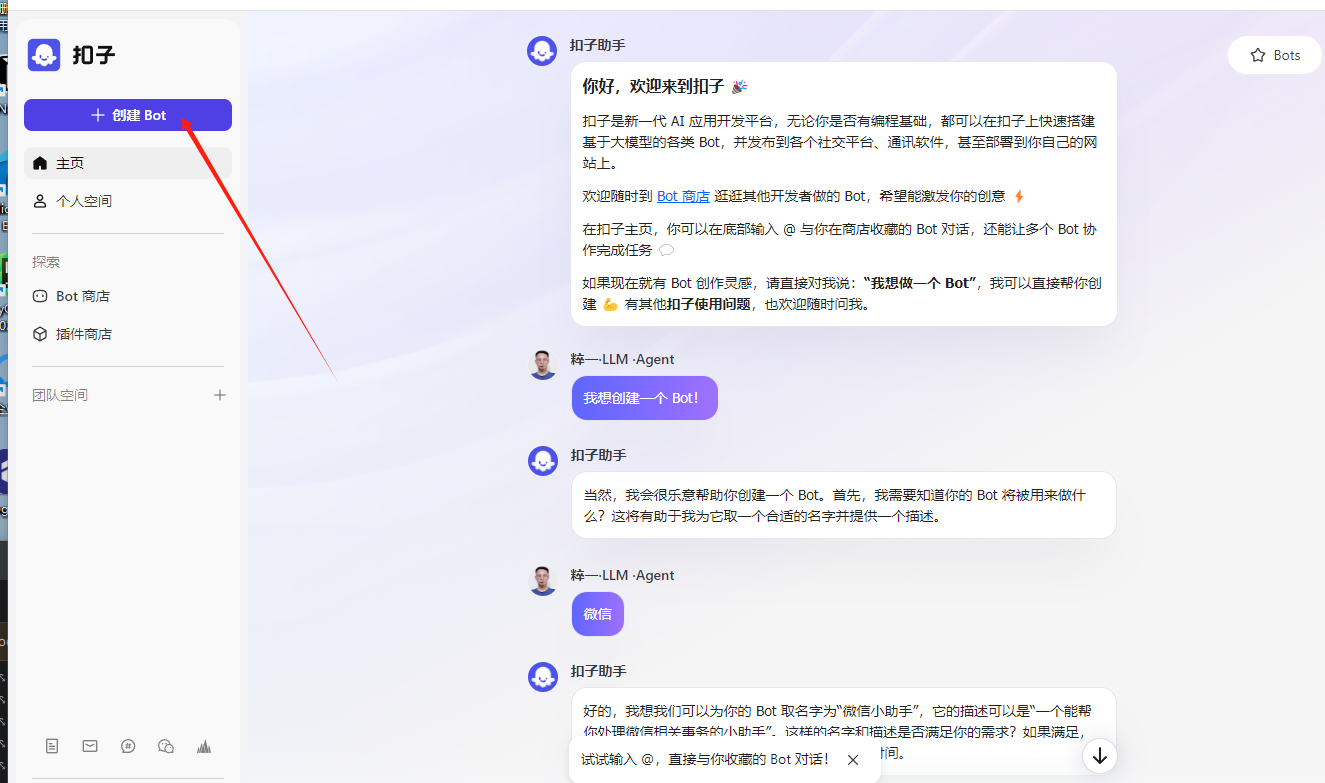 扣子
创建 Bot
主页
个人空间
探索
Bot 商店
插件商店
团队空间
Bots
扣子助手
你好，欢迎来到扣子 🎉
扣子是新一代 AI 应用开发平台，无论你是否有编程基础，都可以在扣子上快速搭建
基于大模型的各类 Bot，并发布到各个社交平台、通讯软件，甚至部署到你自己的网
站上。
欢迎随时到 Bot 商店 逛逛其他开发者做的 Bot，希望能激发你的创意 ⚡
在扣子主页，你可以在底部输入 @ 与你在商店收藏的 Bot 对话，还能让多个 Bot 协
作完成任务 💬
如果现在就有 Bot 创作灵感，请直接对我说：“我想做一个 Bot”，我可以直接帮你创
建 💪 有其他扣子使用问题，也欢迎随时问我。
粹一·LLM ·Agent
我想创建一个 Bot！
扣子助手
当然，我会很乐意帮助你创建一个 Bot。首先，我需要知道你的 Bot 将被用来做什
么？这将有助于我为它取一个合适的名字并提供一个描述。
粹一·LLM ·Agent
微信
扣子助手
好的，我想我们可以为你的 Bot 取名字为“微信小助手”，它的描述可以是“一个能帮
你处理微信相关事务的小助手”。这样的名字和描述是否满足你的需求？如果满足，
时间。
试试输入 @，直接与你收藏的 Bot 对话！